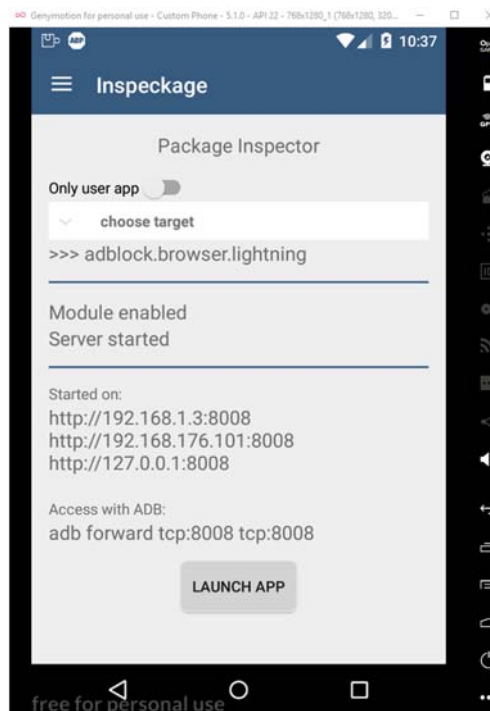 Genymotion for personal use - Custom Phone - 5.1.0 - API 22 - 768x1280_1 (768x1280, 320...
ABP
10:37
Inspeckage
Package Inspector
Only user app
choose target
>>> adblock.browser.lightning
Module enabled
Server started
Started on:
http://192.168.1.3:8008
http://192.168.176.101:8008
http://127.0.0.1:8008
Access with ADB:
adb forward tcp:8008 tcp:8008
LAUNCH APP
free for personal use
GPS